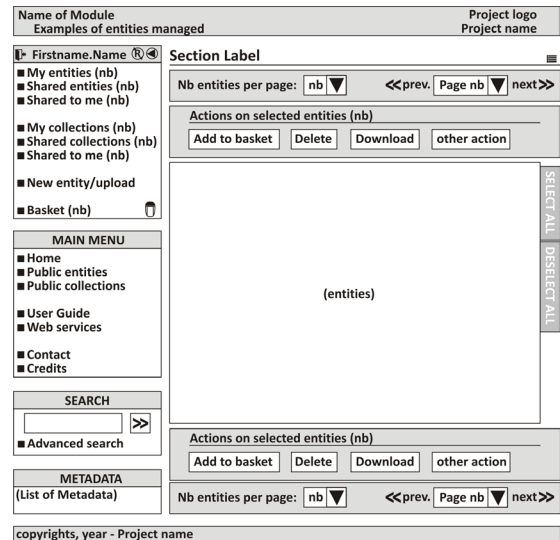 Name of Module
Examples of entities managed
Project logo
Project name
Firstname.Name R
My entities (nb)
Shared entities (nb)
Shared to me (nb)
My collections (nb)
Shared collections (nb)
Shared to me (nb)
New entity/upload
Basket (nb)
MAIN MENU
Home
Public entities
Public collections
User Guide
Web services
Contact
Credits
SEARCH
>>
Advanced search
METADATA
(List of Metadata)
Section Label
Nb entities per page: nb << prev. Page nb next >>
Actions on selected entities (nb)
Add to basket Delete Download other action
(entities)
SELECT ALL
DESELECT ALL
Actions on selected entities (nb)
Add to basket Delete Download other action
Nb entities per page: nb << prev. Page nb next >>
copyrights, year - Project name